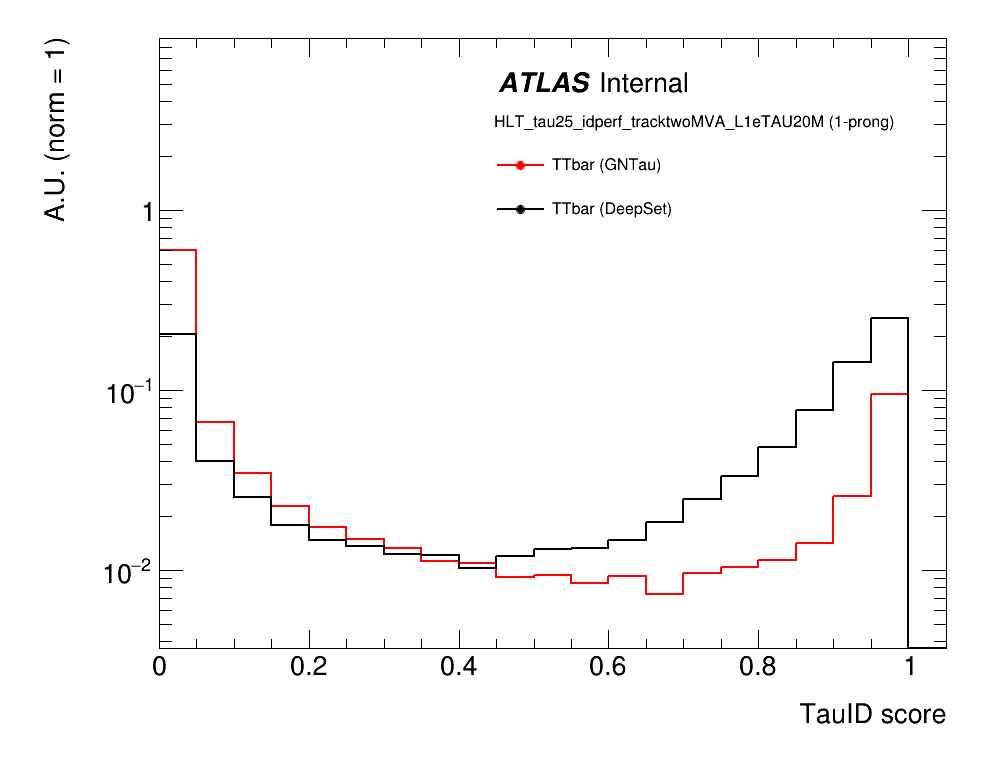 A.U. (norm = 1)
ATLAS Internal
HLT_tau25_idperf_tracktwoMVA_L1eTAU20M (1-prong)
TTbar (GNTau)
TTbar (DeepSet)
1
10⁻¹
10⁻²
0 0.2 0.4 0.6 0.8 1
TauID score